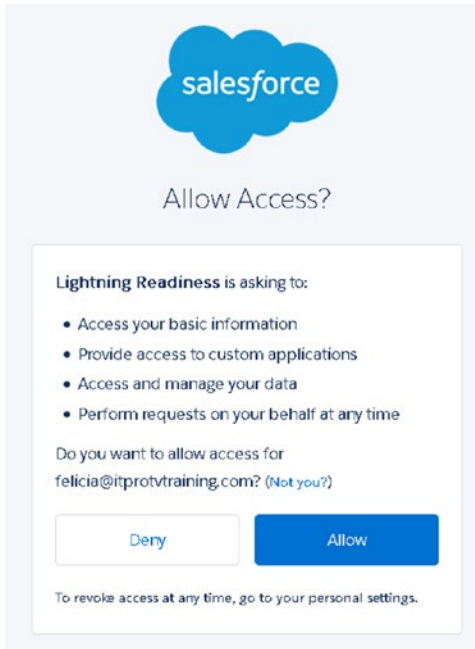 salesforce
Allow Access?
Lightning Readiness is asking to:
• Access your basic information
• Provide access to custom applications
• Access and manage your data
• Perform requests on your behalf at any time
Do you want to allow access for
felicia@itprotvtraining.com? (Not you?)
Deny
Allow
To revoke access at any time, go to your personal settings.